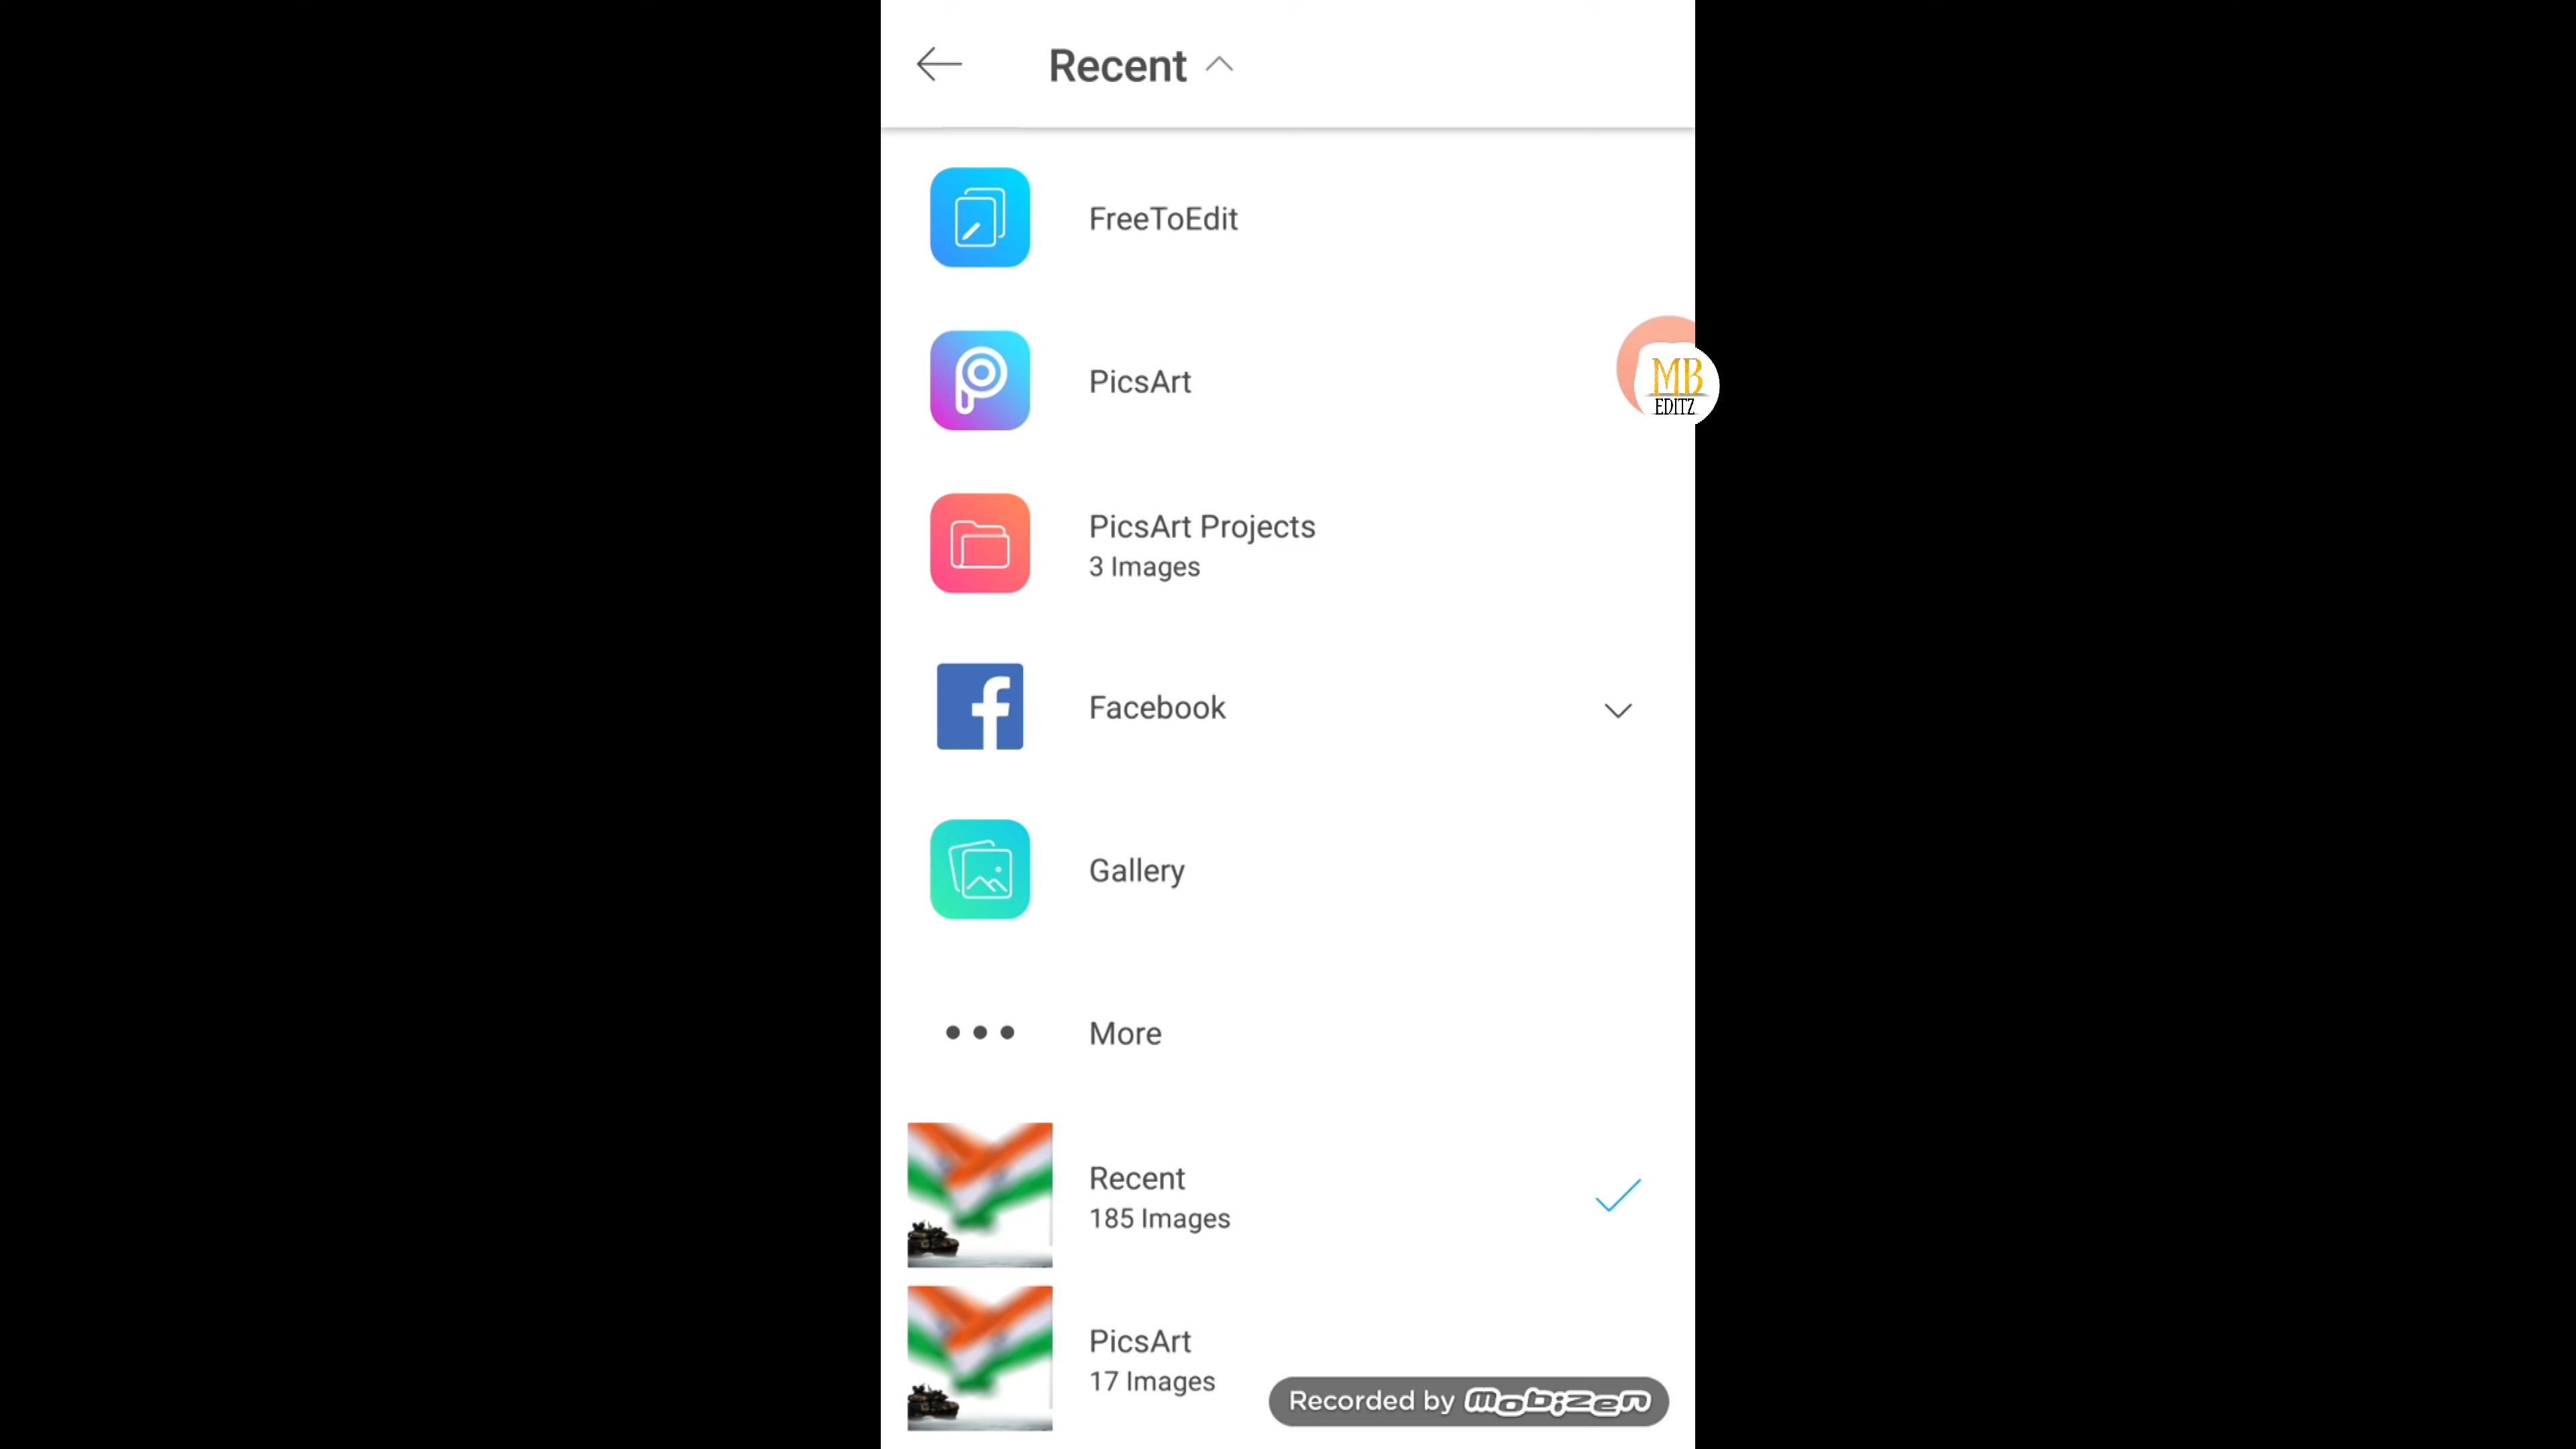 Recent
FreeToEdit
PicsArt
MB
EDITZ
PicsArt Projects
3 Images
Facebook
Gallery
More
Recent
185 Images
PicsArt
17 Images
Recorded by mobizen